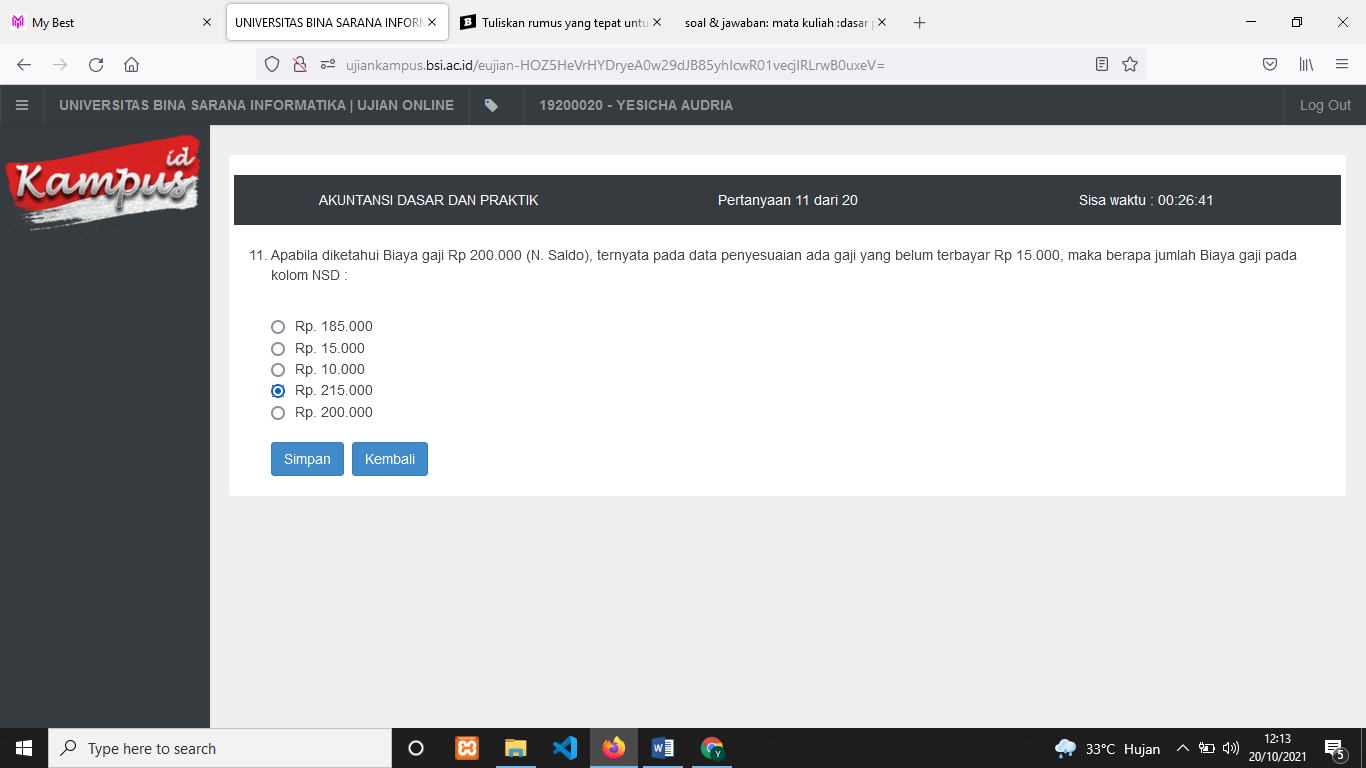 My Best
UNIVERSITAS BINA SARANA INFORM
Tuliskan rumus yang tepat untu
soal & jawaban: mata kuliah :dasar p
ujiankampus.bsi.ac.id/eujian-HOZ5HeVrHYDryeA0w29dJB85yhIcwR01vecjIRLrwB0uxeV=
UNIVERSITAS BINA SARANA INFORMATIKA | UJIAN ONLINE
19200020 - YESICHA AUDRIA
Log Out
Kampus id
AKUNTANSI DASAR DAN PRAKTIK
Pertanyaan 11 dari 20
Sisa waktu : 00:26:41
11. Apabila diketahui Biaya gaji Rp 200.000 (N. Saldo), ternyata pada data penyesuaian ada gaji yang belum terbayar Rp 15.000, maka berapa jumlah Biaya gaji pada
kolom NSD :
Rp. 185.000
Rp. 15.000
Rp. 10.000
Rp. 215.000
Rp. 200.000
Simpan
Kembali
Type here to search
33°C Hujan
12:13
20/10/2021
5